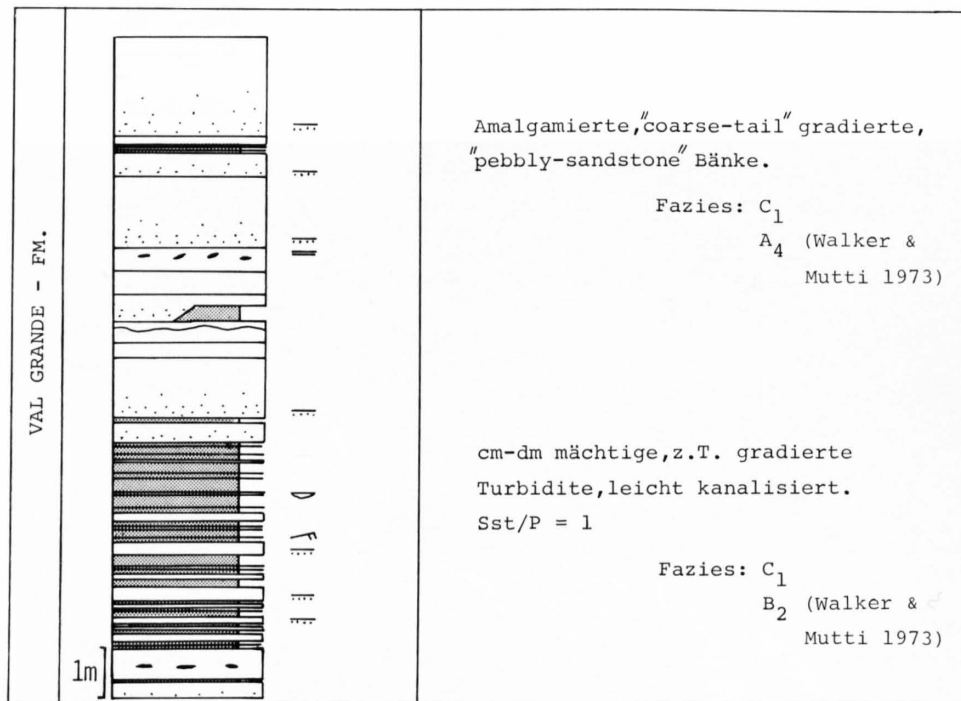 VAL GRANDE - FM.
1m
Amalgamierte,"coarse-tail" gradierte,
"pebbly-sandstone" Bänke.
Fazies: C1
A4 (Walker &
Mutti 1973)
cm-dm mächtige,z.T. gradierte
Turbidite,leicht kanalisiert.
Sst/P = 1
Fazies: C1
B2 (Walker &
Mutti 1973)